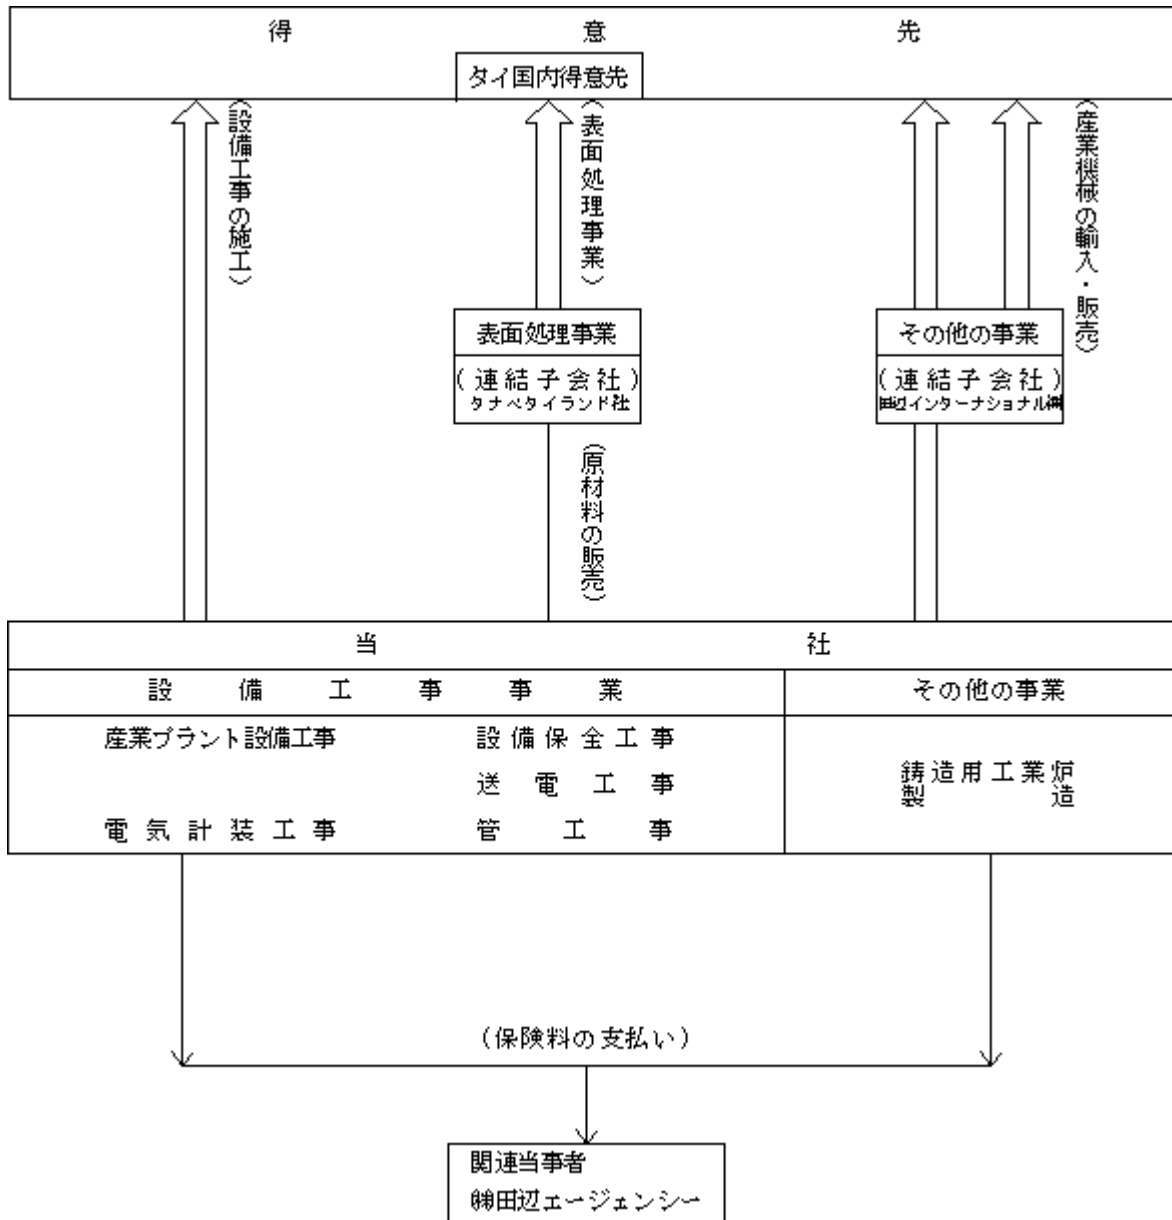 得意先
タイ国内得意先
(設備工事の施工)
(表面処理事業)
(産業機械の輸入・販売)
表面処理事業
(連結子会社)
タナベタイランド社
その他の事業
(連結子会社)
田辺インターナショナル㈱
(原材料の販売)
当社
設備工事事業
その他の事業
産業プラント設備工事
設備保全工事
送電工事
電気計装工事
管工事
鋳造用工業炉
製造
(保険料の支払い)
関連当事者
㈱田辺エージェンシー